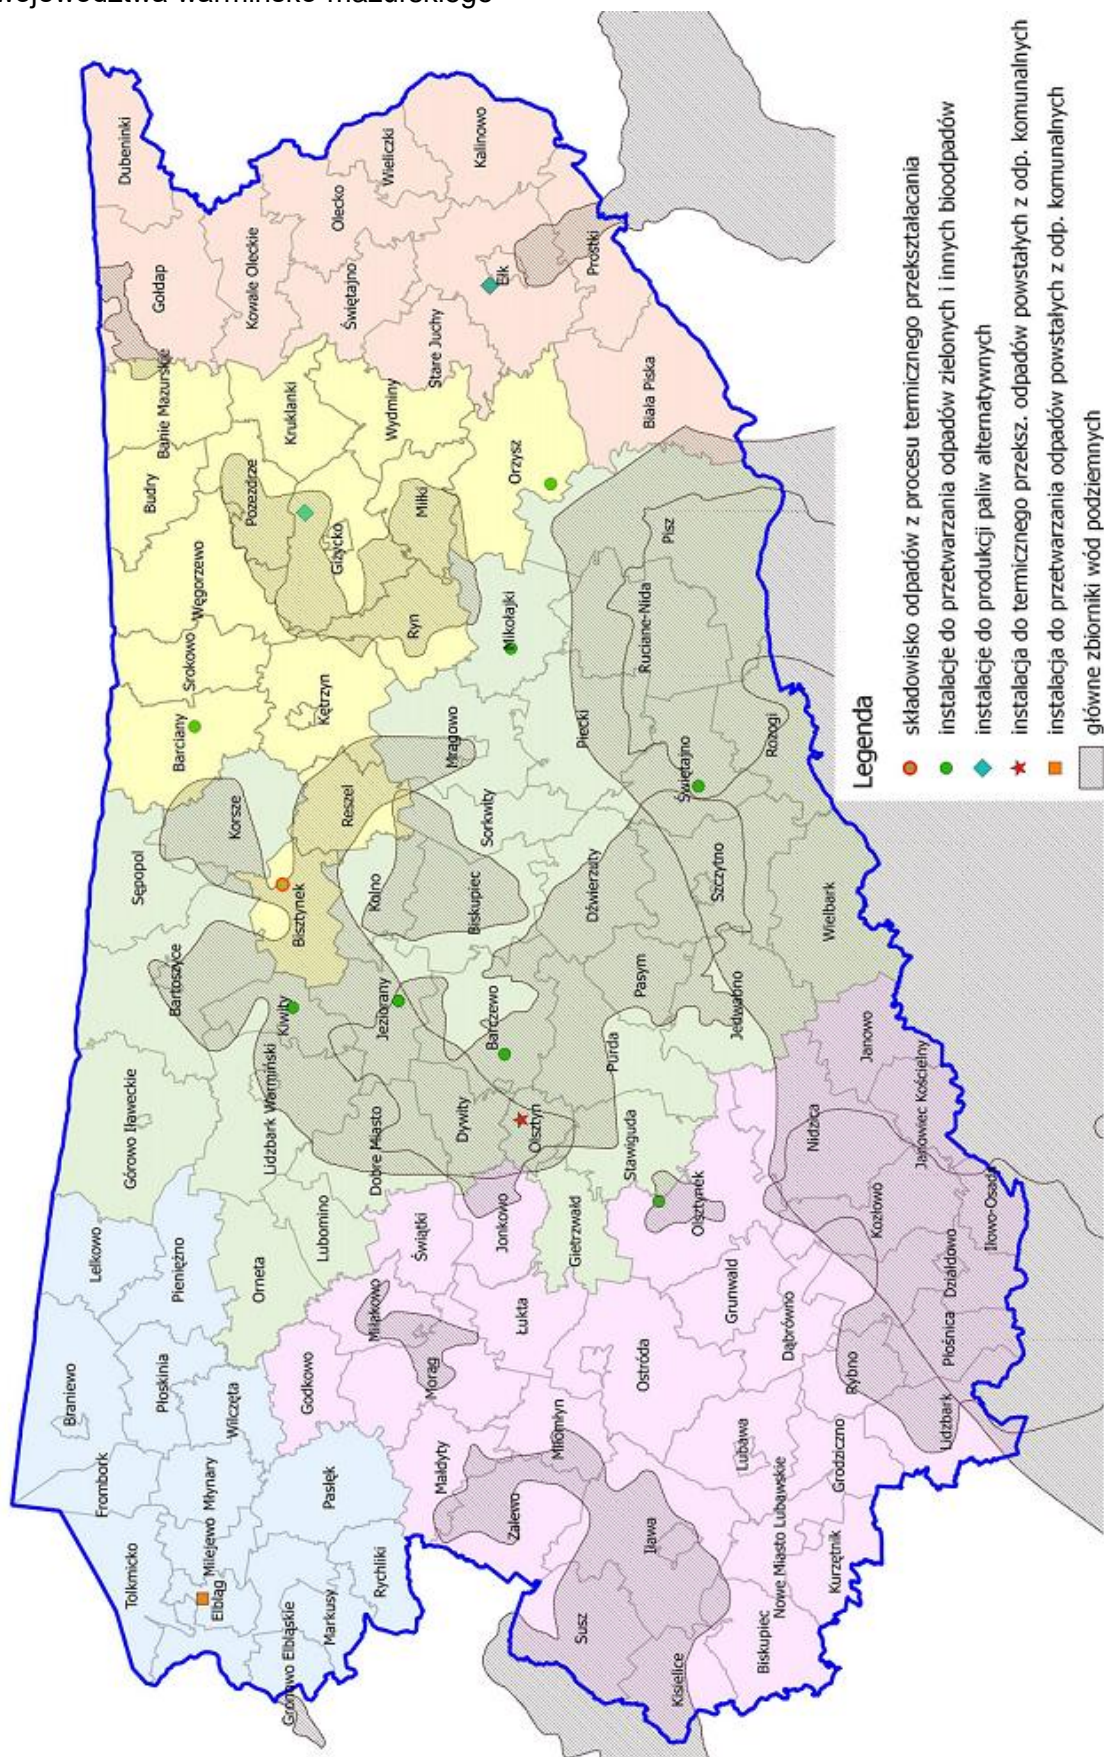 województwa warmińsko-mazurskiego
Dubeninki
Gołdap
Kowale Oleckie
Olecko
Wieliczki
Kalinowo
Świętajno
Stare Juchy
Ełk
Prostki
Biała Piska
Banie Mazurskie
Budry
Kruklanki
Pozezdrze
Wydminy
Węgorzewo
Giżycko
Miłki
Orzysz
Srokowo
Ryn
Kętrzyn
Barciany
Mikołajki
Pisz
Ruciane-Nida
Piecki
Mrągowo
Rozogi
Świętajno
Korsze
Reszel
Sorkwity
Sępopol
Kolno
Biskupiec
Dźwierzuty
Szczytno
Wielbark
Bisztynek
Bartoszyce
Kiwity
Jeziorany
Barczewo
Pasym
Jedwabno
Purda
Górowo Iławeckie
Lidzbark Warmiński
Dobre Miasto
Dywity
Olsztyn
Stawiguda
Janowo
Nidzica
Janowiec Kościelny
Lelkowo
Pieniężno
Orneta
Lubomino
Świątki
Jonkowo
Gietrzwałd
Olsztynek
Kozłowo
Iłowo-Osada
Działdowo
Płośnica
Rybno
Lidzbark
Dąbrówno
Grunwald
Braniewo
Płoskinia
Wilczęta
Godkowo
Miłakowo
Morąg
Łukta
Ostróda
Frombork
Młynary
Milejewo
Pasłęk
Małdyty
Miłomłyn
Zalewo
Lubawa
Grodziczno
Tolkmicko
Elbląg
Gronowo Elbląskie
Markusy
Rychliki
Iława
Susz
Kisielice
Biskupiec
Nowe Miasto Lubawskie
Kurzętnik
Legenda
składowisko odpadów z procesu termicznego przekształacania
instalacje do przetwarzania odpadów zielonych i innych bioodpadów
instalacje do produkcji paliw alternatywnych
instalacja do termicznego przeksz. odpadów powstałych z odp. komunalnych
instalacja do przetwarzania odpadów powstałych z odp. komunalnych
główne zbiorniki wód podziemnych